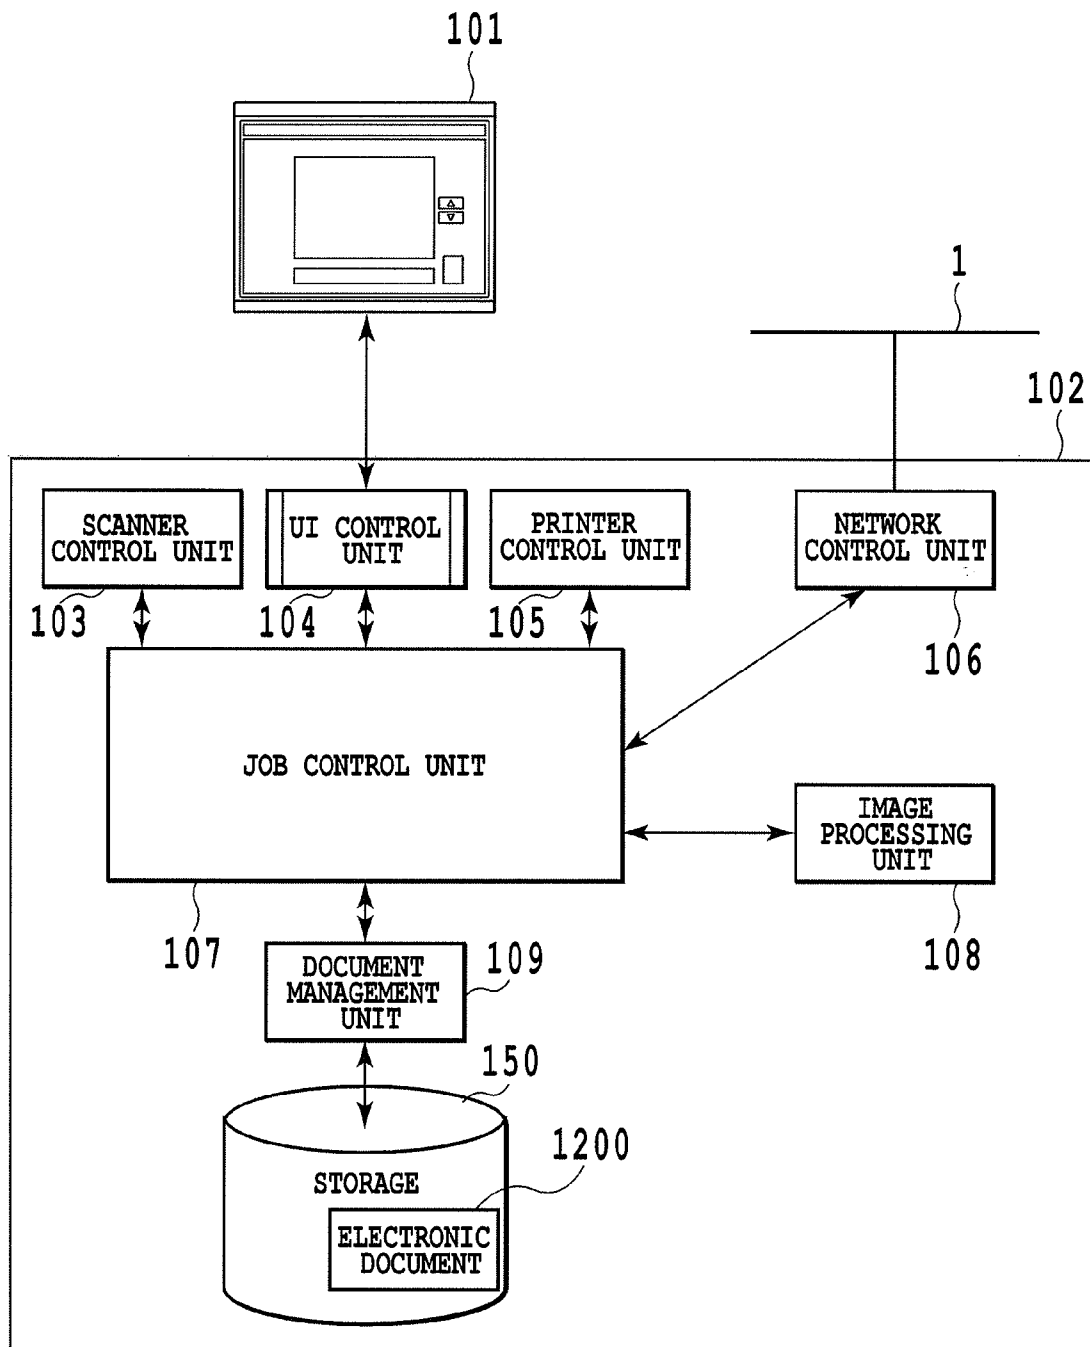 101
1
102
SCANNER
CONTROL UNIT
UI CONTROL
UNIT
PRINTER
CONTROL UNIT
NETWORK
CONTROL UNIT
103
104
105
106
JOB CONTROL UNIT
IMAGE
PROCESSING
UNIT
107
108
DOCUMENT
MANAGEMENT
UNIT
109
150
1200
STORAGE
ELECTRONIC
DOCUMENT